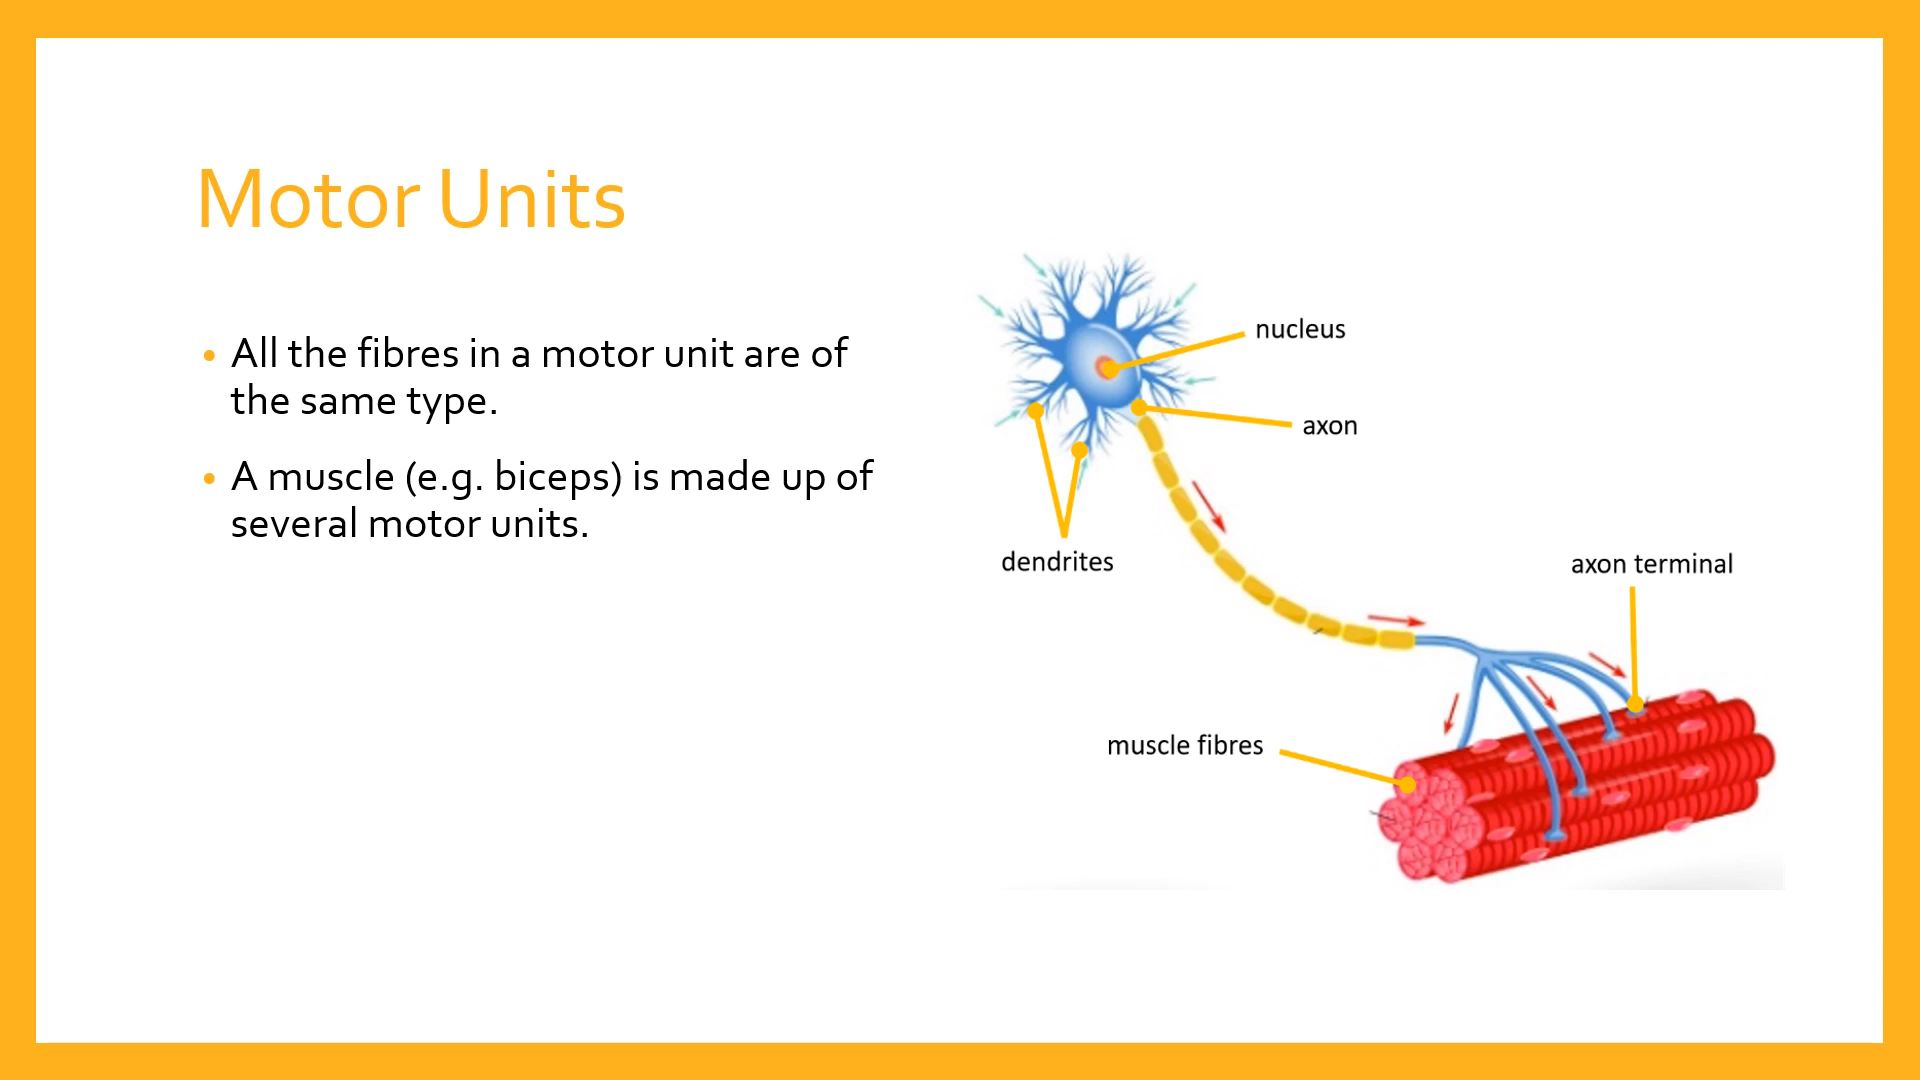 Motor Units
• All the fibres in a motor unit are of
the same type.
• A muscle (e.g. biceps) is made up of
several motor units.
nucleus
axon
dendrites
axon terminal
muscle fibres